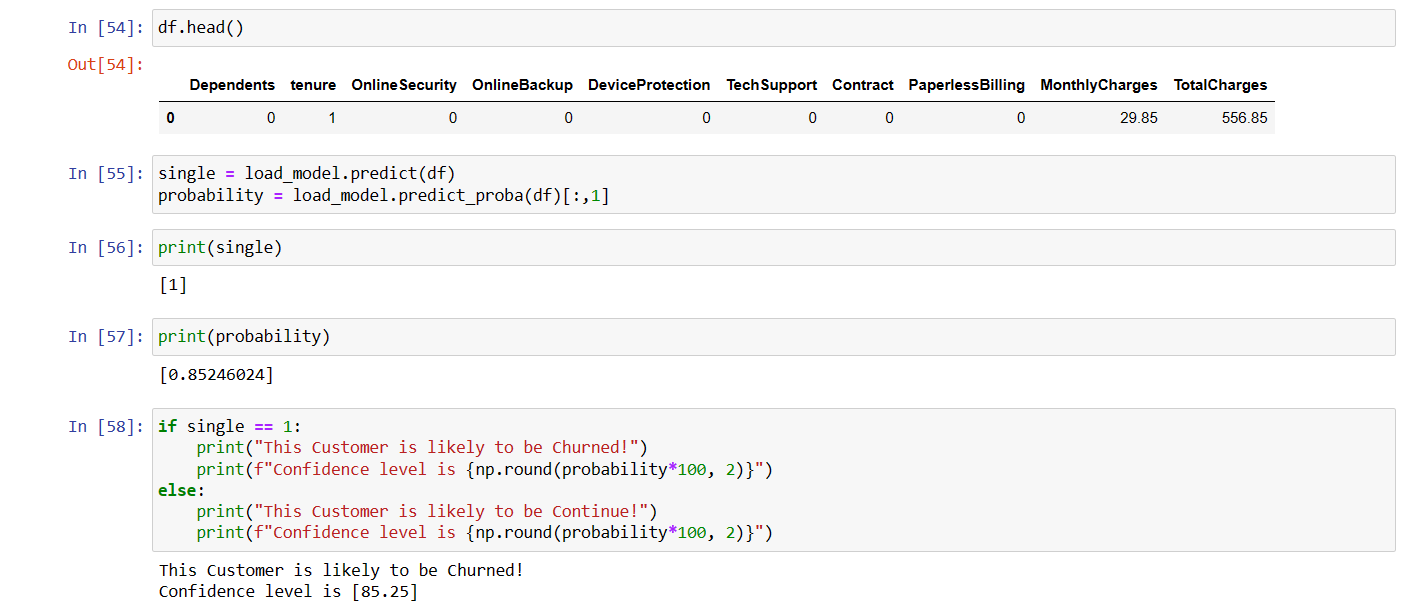 In [54]: df.head()
Out[54]:
Dependents tenure OnlineSecurity OnlineBackup DeviceProtection TechSupport Contract PaperlessBilling MonthlyCharges TotalCharges
0 0 1 0 0 0 0 0 0 29.85 556.85
In [55]: single = load_model.predict(df)
probability = load_model.predict_proba(df)[:,1]
In [56]: print(single)
[1]
In [57]: print(probability)
[0.85246024]
In [58]: if single == 1:
    print("This Customer is likely to be Churned!")
    print(f"Confidence level is {np.round(probability*100, 2)}")
else:
    print("This Customer is likely to be Continue!")
    print(f"Confidence level is {np.round(probability*100, 2)}")
This Customer is likely to be Churned!
Confidence level is [85.25]